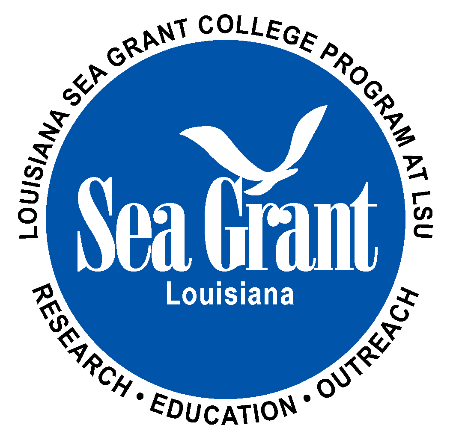 LOUISIANA SEA GRANT COLLEGE PROGRAM AT LSU
Sea Grant
Louisiana
RESEARCH • EDUCATION • OUTREACH